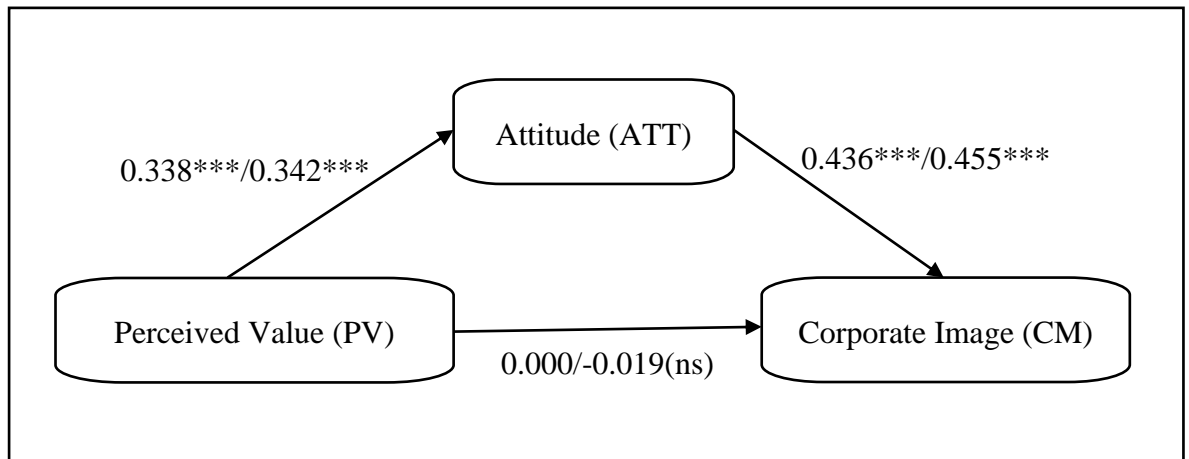 Attitude (ATT)
0.338***/0.342***
0.436***/0.455***
Perceived Value (PV)
Corporate Image (CM)
0.000/-0.019(ns)